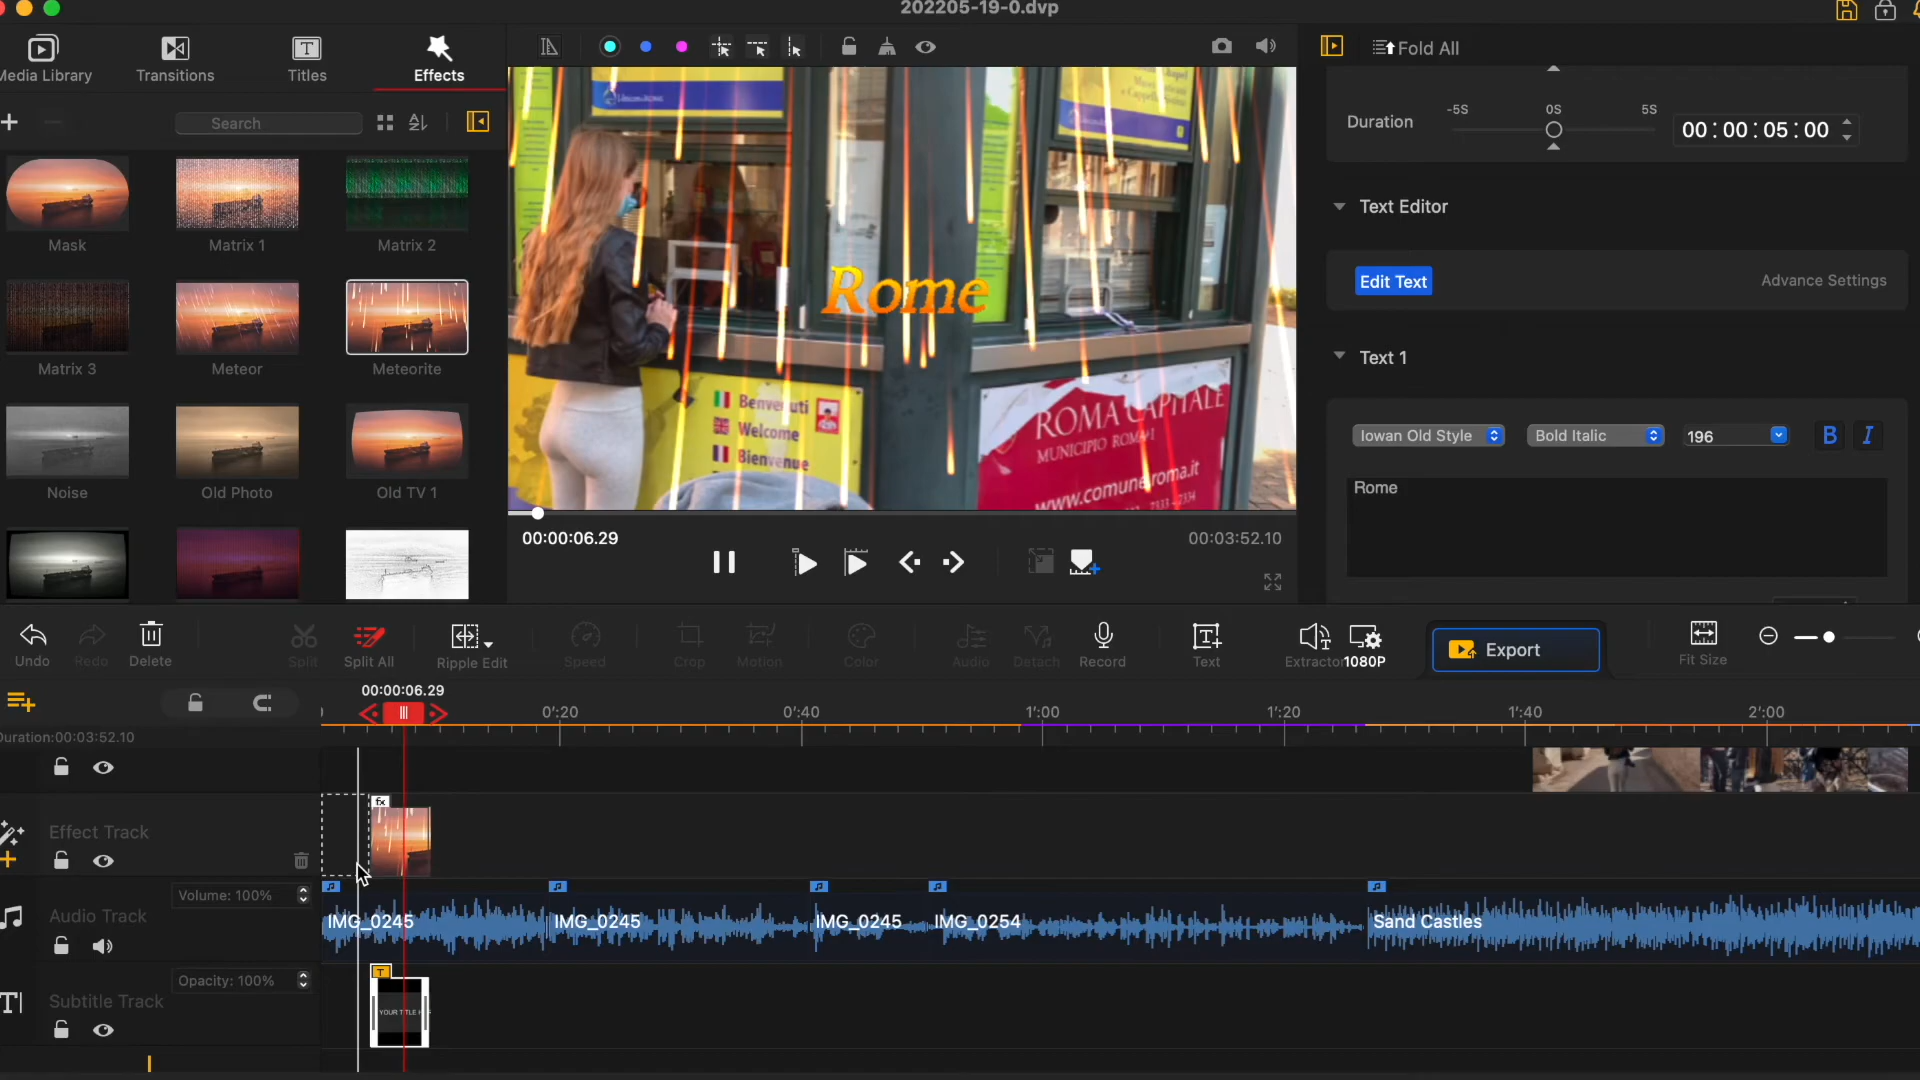 202205-19-0.dvp
Media Library
Transitions
Titles
Effects
Fold All
Search
Duration
-5S
0S
5S
00:00:05:00
Mask
Matrix 1
Matrix 2
Text Editor
Edit Text
Advance Settings
Rome
Matrix 3
Meteor
Meteorite
Text 1
Benvenuti
Welcome
Bienvenue
ROMA CAPITALE
MUNICIPIO ROMA I
www.comune.roma.it
Iowan Old Style
Bold Italic
196
B
I
Rome
Noise
Old Photo
Old TV 1
00:00:06.29
00:03:52.10
Undo
Redo
Delete
Split
Split All
Ripple Edit
Speed
Crop
Motion
Color
Audio
Detach
Record
Text
Extractor
1080P
Export
Fit Size
00:00:06.29
0':20
0':40
1':00
1':20
1':40
2':00
Duration:00:03:52.10
fx
Effect Track
Volume: 100%
Audio Track
IMG_0245
IMG_0245
IMG_0245
IMG_0254
Sand Castles
Opacity: 100%
Subtitle Track
T
YOUR TITLE